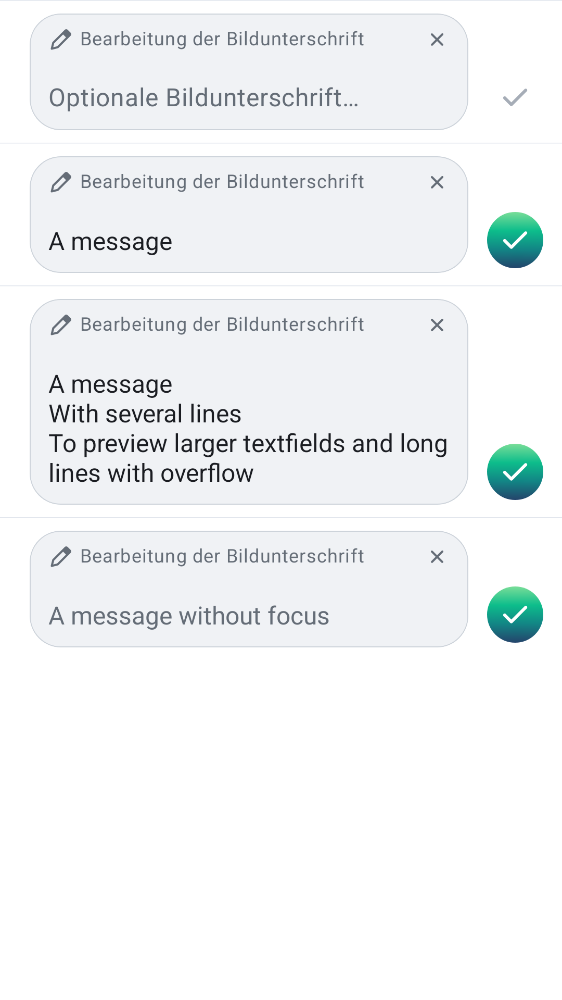 Bearbeitung der Bildunterschrift
Optionale Bildunterschrift…
Bearbeitung der Bildunterschrift
A message
Bearbeitung der Bildunterschrift
A message
With several lines
To preview larger textfields and long
lines with overflow
Bearbeitung der Bildunterschrift
A message without focus